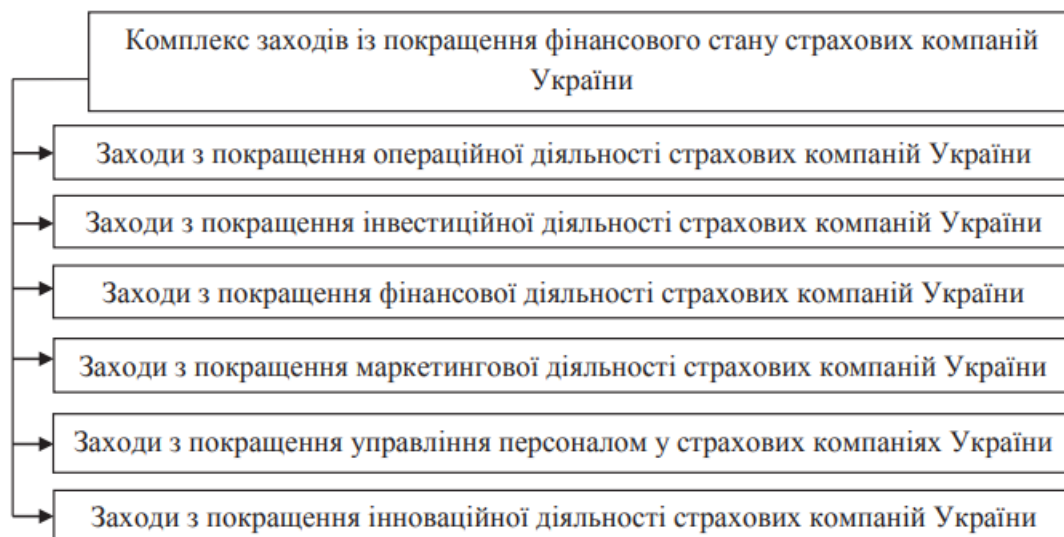 Комплекс заходів із покращення фінансового стану страхових компаній
України
Заходи з покращення операційної діяльності страхових компаній України
Заходи з покращення інвестиційної діяльності страхових компаній України
Заходи з покращення фінансової діяльності страхових компаній України
Заходи з покращення маркетингової діяльності страхових компаній України
Заходи з покращення управління персоналом у страхових компаніях України
Заходи з покращення інноваційної діяльності страхових компаній України